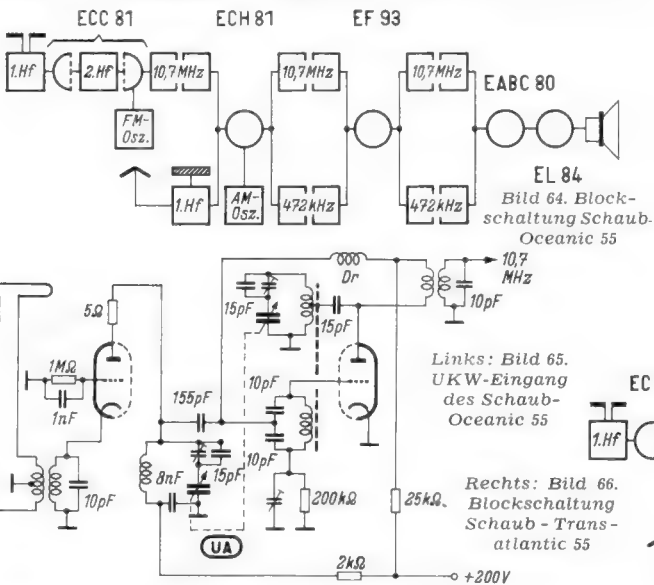 ECC 81
ECH 81
EF 93
1.Hf
2.Hf
10,7MHz
10,7MHz
10,7MHz
EABC 80
FM-
Osz.
1.Hf
AM-
Osz.
472kHz
472kHz
EL 84
Bild 64. Block-
schaltung Schaub-
Oceanic 55
Dr
10,7
MHz
5Ω
15pF
15pF
10pF
1MΩ
1nF
155pF
10pF
10pF
Links: Bild 65.
UKW-Eingang
des Schaub-
Oceanic 55
EC
1.Hf
10pF
8nF
15pF
200kΩ
25kΩ
Rechts: Bild 66.
Blockschaltung
Schaub - Trans-
atlantic 55
UA
2kΩ
+200V